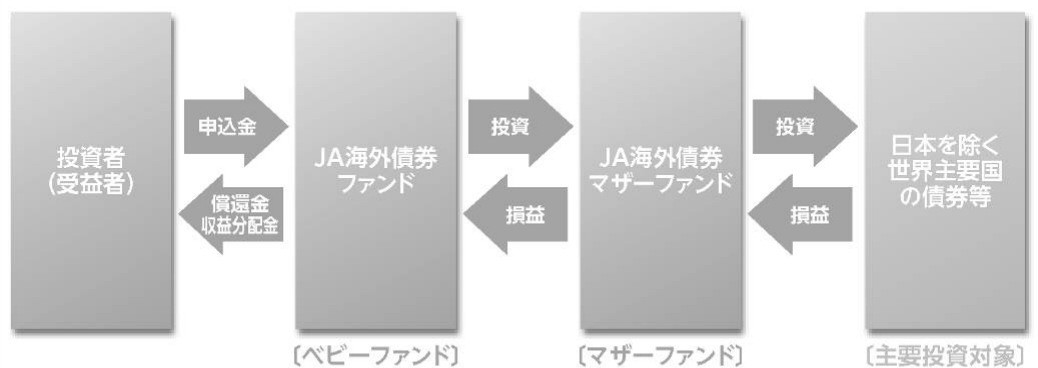 投資者
(受益者)
申込金
償還金
収益分配金
JA海外債券
ファンド
〔ベビーファンド〕
投資
損益
JA海外債券
マザーファンド
〔マザーファンド〕
投資
損益
日本を除く
世界主要国
の債券等
〔主要投資対象〕